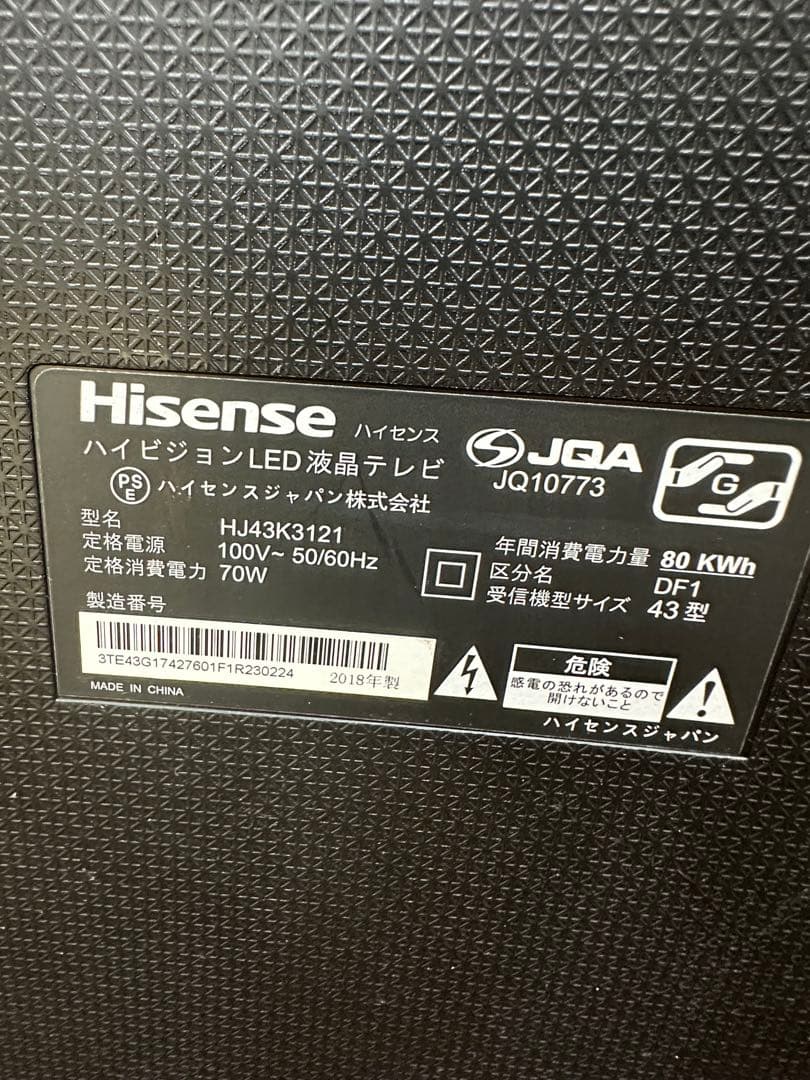 Hisense ハイセンス
ハイビジョンLED液晶テレビ
PSE ハイセンスジャパン株式会社
型名 HJ43K3121
定格電源 100V~ 50/60Hz
定格消費電力 70W
製造番号
3TE43G17427601F1R230224 2018年製
MADE IN CHINA
JQA
JQ10773
G
年間消費電力量 80 KWh
区分名 DF1
受信機型サイズ 43型
危険
感電の恐れがあるので
開けないこと
ハイセンスジャパン